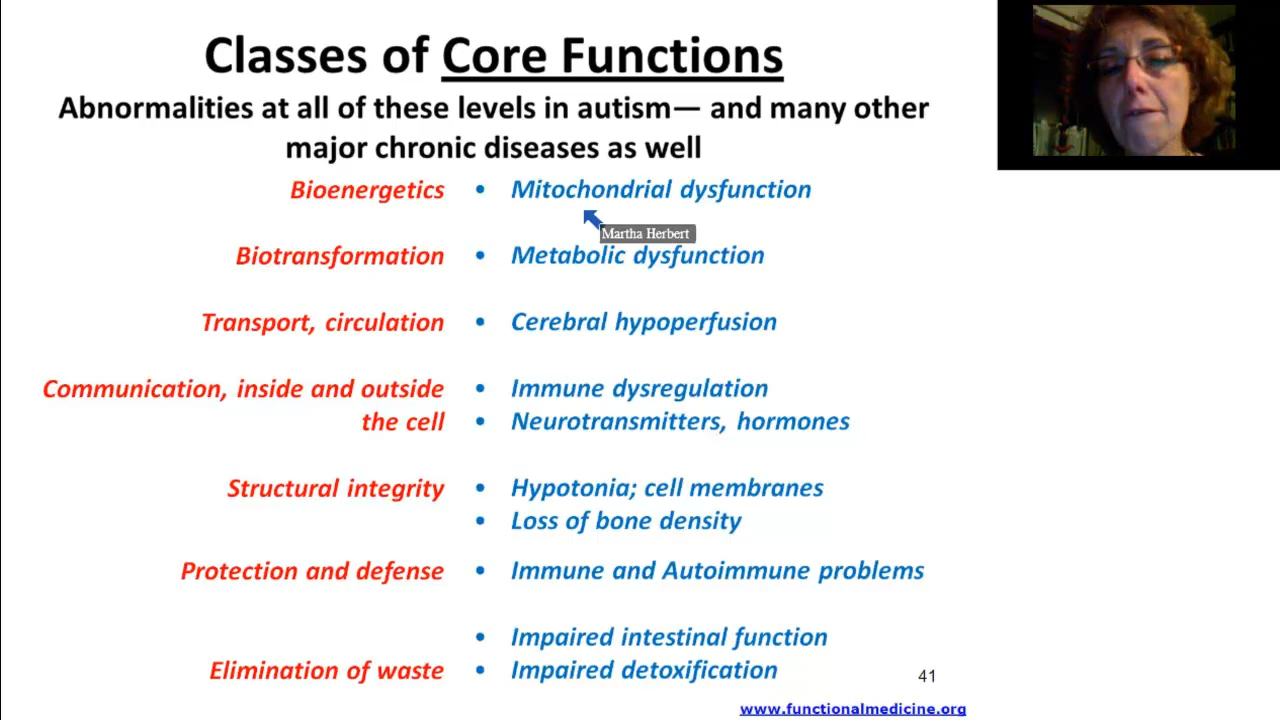 Classes of Core Functions
Abnormalities at all of these levels in autism— and many other
major chronic diseases as well
Bioenergetics • Mitochondrial dysfunction
Martha Herbert
Biotransformation • Metabolic dysfunction
Transport, circulation • Cerebral hypoperfusion
Communication, inside and outside • Immune dysregulation
the cell • Neurotransmitters, hormones
Structural integrity • Hypotonia; cell membranes
• Loss of bone density
Protection and defense • Immune and Autoimmune problems
• Impaired intestinal function
Elimination of waste • Impaired detoxification
41
www.functionalmedicine.org